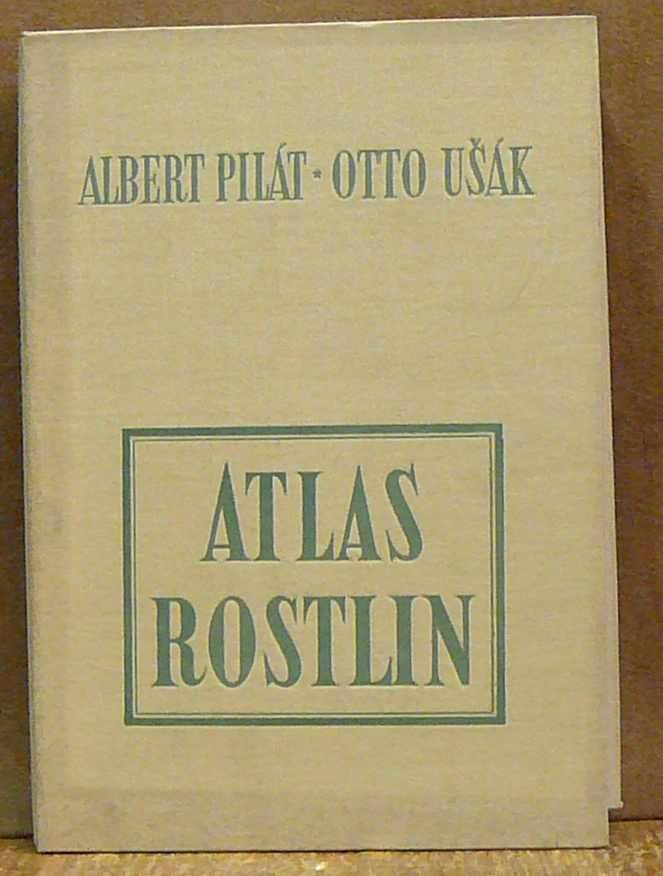 ALBERT PILÁT * OTTO UŠÁK
ATLAS
ROSTLIN